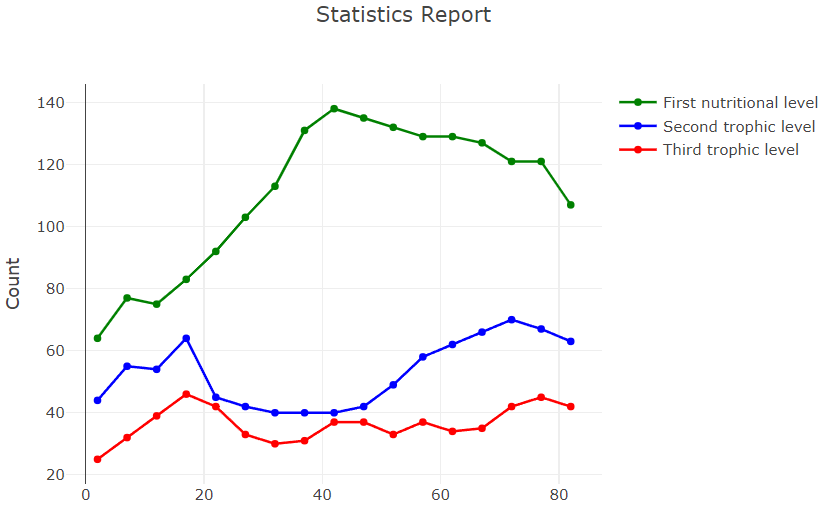 Statistics Report
140
120
100
80
60
40
20
Count
0
20
40
60
80
First nutritional level
Second trophic level
Third trophic level